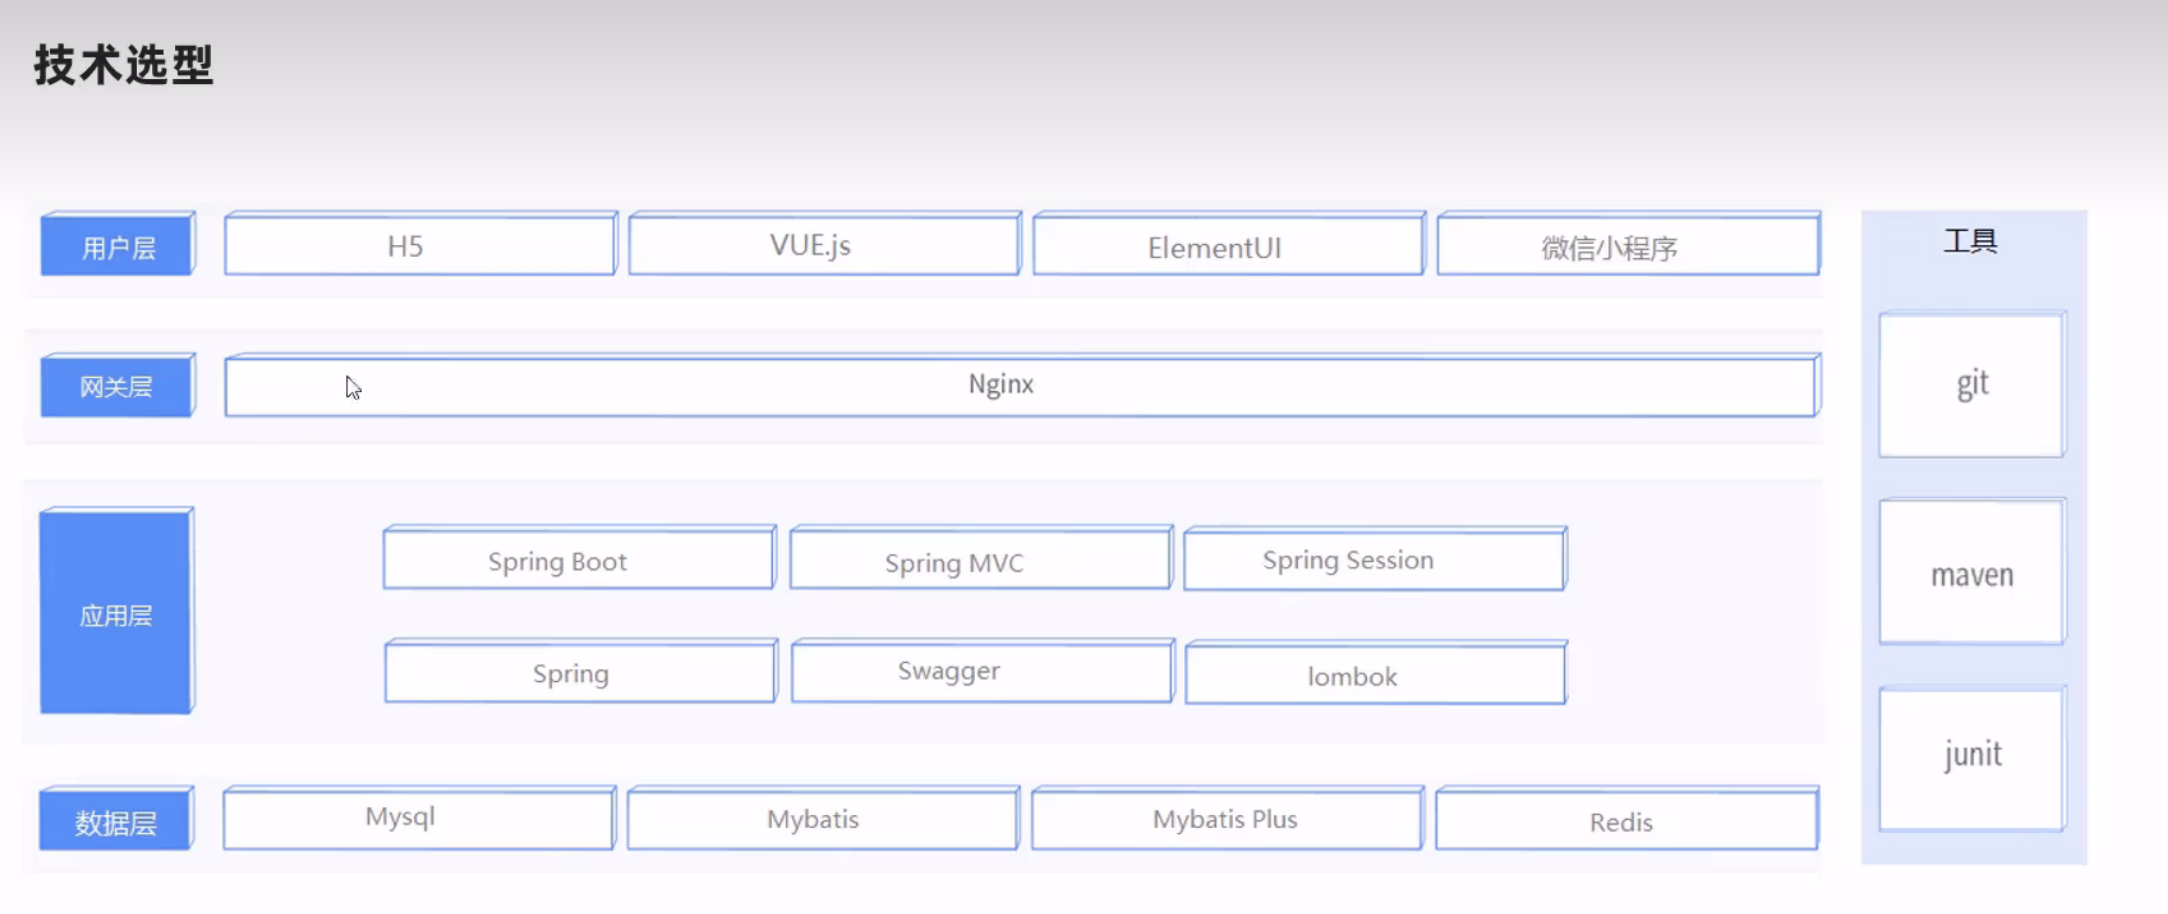 技术选型
用户层 H5 VUE.js ElementUI 微信小程序
网关层 Nginx
应用层
Spring Boot Spring MVC Spring Session
Spring Swagger lombok
数据层 Mysql Mybatis Mybatis Plus Redis
工具
git
maven
junit